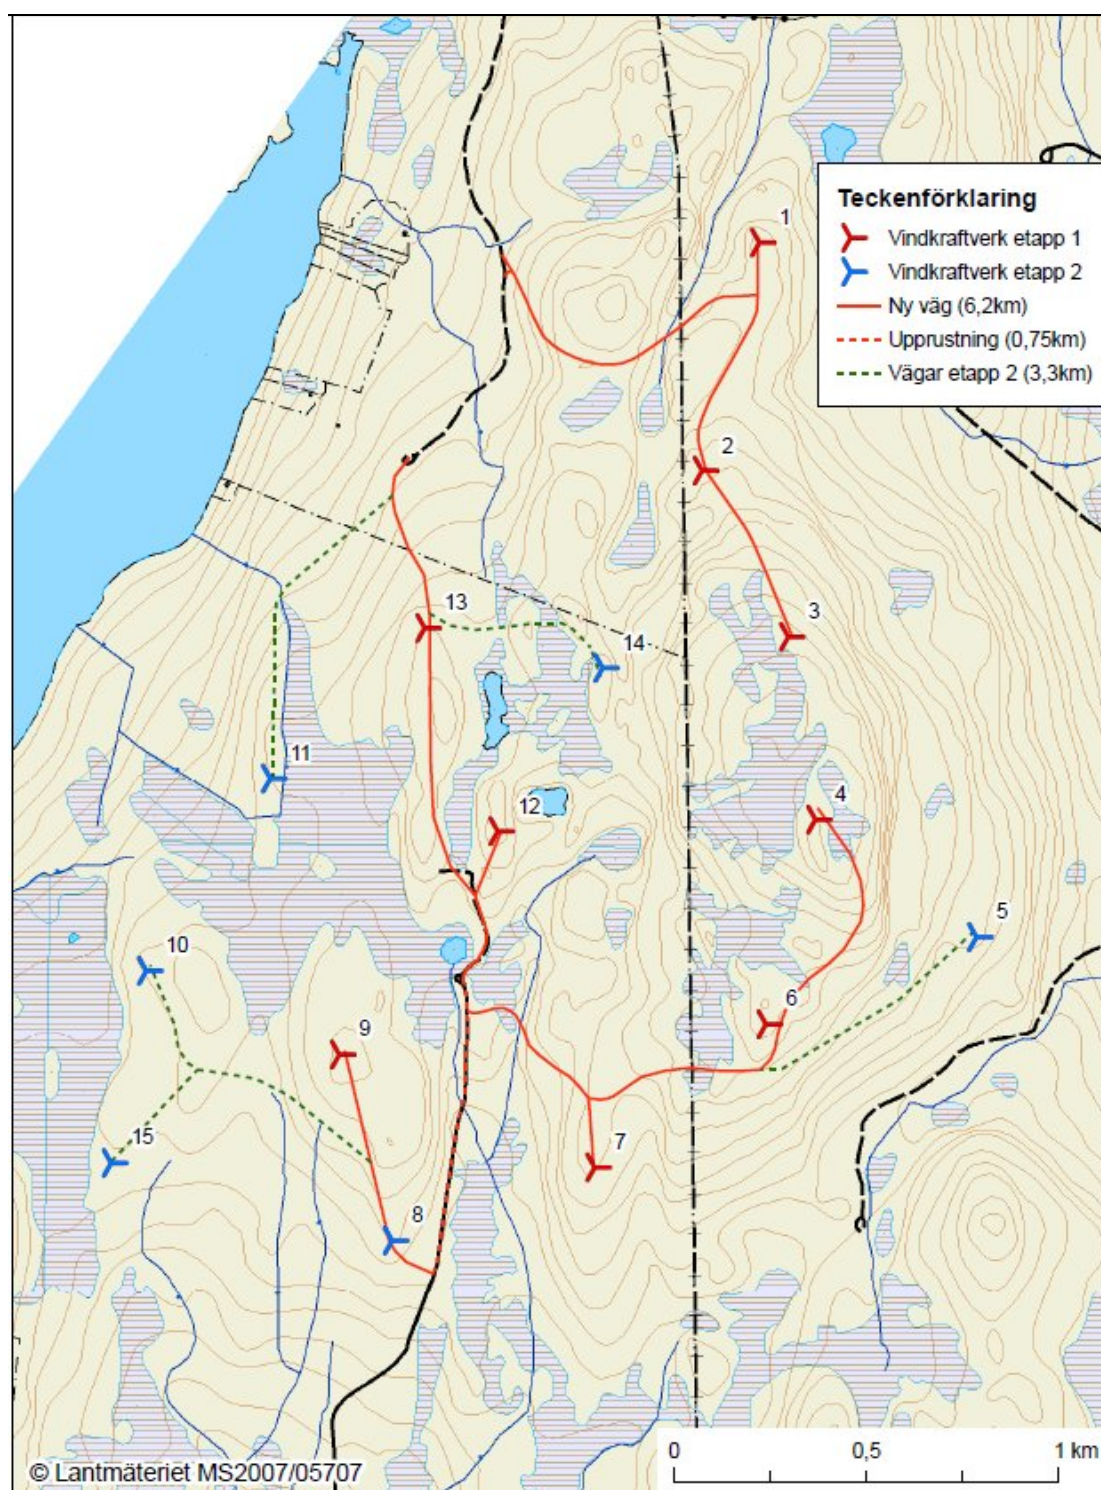 Teckenförklaring
Vindkraftverk etapp 1
Vindkraftverk etapp 2
Ny väg (6,2km)
Upprustning (0,75km)
Vägar etapp 2 (3,3km)
1
2
3
13
14
11
12
4
5
10
6
9
15
7
8
0 0,5 1 km
© Lantmäteriet MS2007/05707